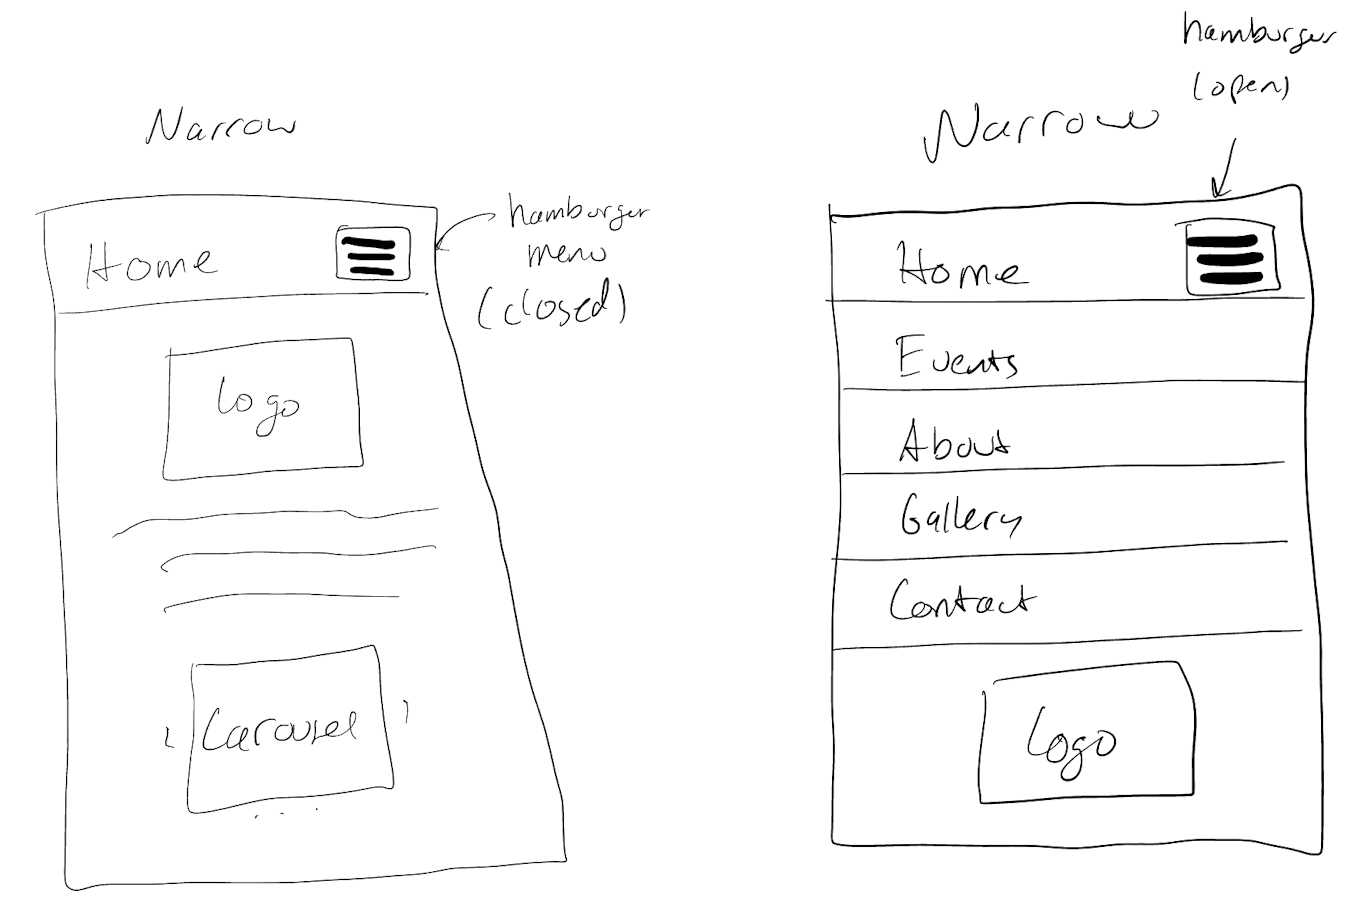 Narrow
hamburger
menu
(closed)
Home
Logo
Carousel
hamburger
(open)
Narrow
Home
Events
About
Gallery
Contact
Logo